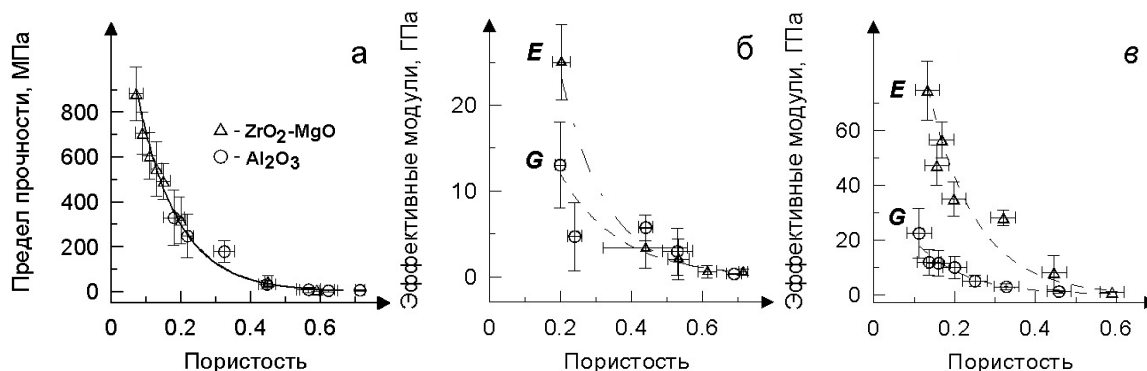 а
Предел прочности, МПа
800
600
400
200
0
△ - ZrO₂-MgO
○ - Al₂O₃
0 0.2 0.4 0.6
Пористость
б
Эффективные модули, ГПа
E
G
20
10
0
0 0.2 0.4 0.6
Пористость
в
Эффективные модули, ГПа
E
G
60
40
20
0
0 0.2 0.4 0.6
Пористость